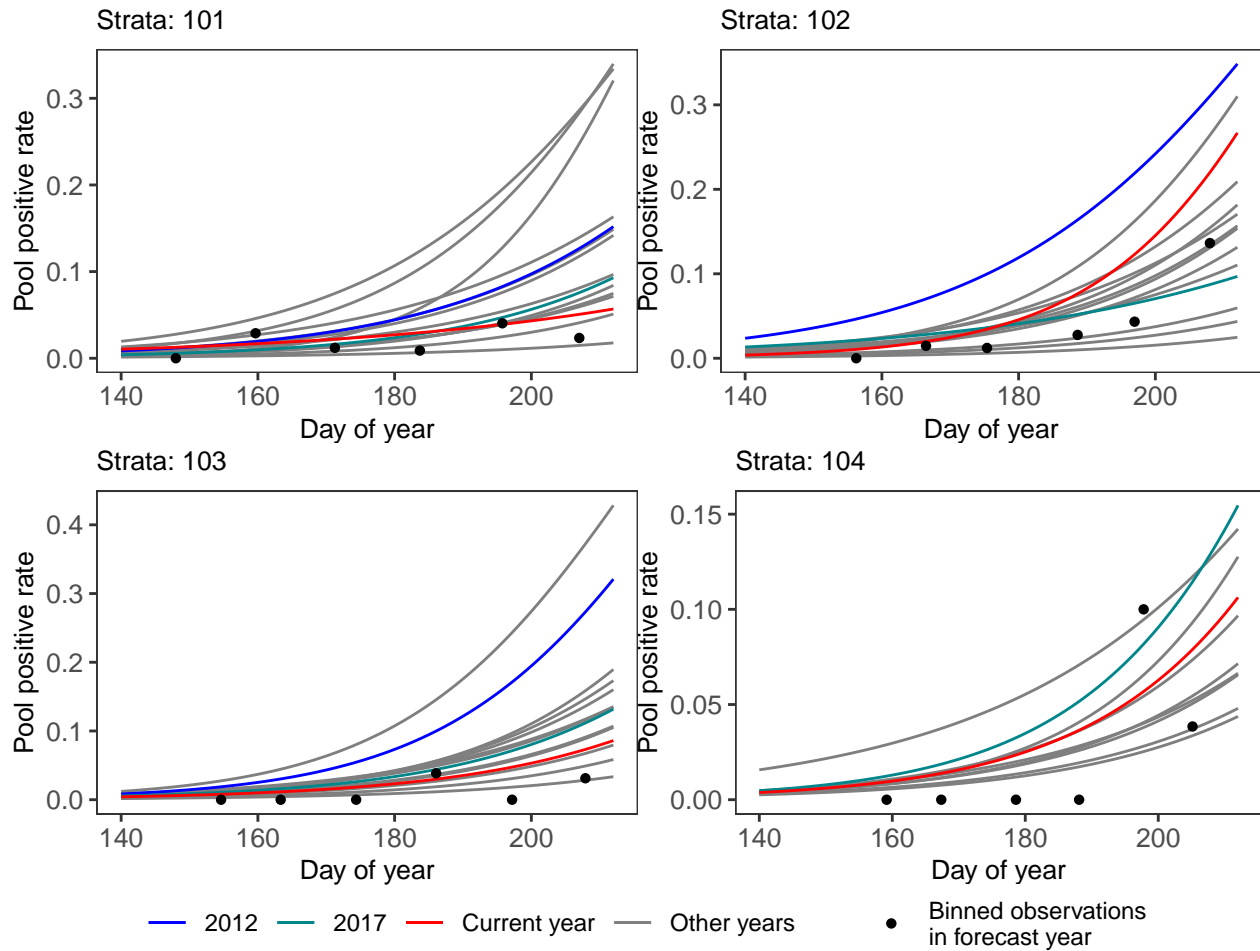 Strata: 101
Pool positive rate
0.3
0.2
0.1
0.0
140 160 180 200
Day of year
Strata: 102
Pool positive rate
0.3
0.2
0.1
0.0
140 160 180 200
Day of year
Strata: 103
Pool positive rate
0.4
0.3
0.2
0.1
0.0
140 160 180 200
Day of year
Strata: 104
Pool positive rate
0.15
0.10
0.05
0.00
140 160 180 200
Day of year
2012 2017 Current year Other years Binned observations
in forecast year